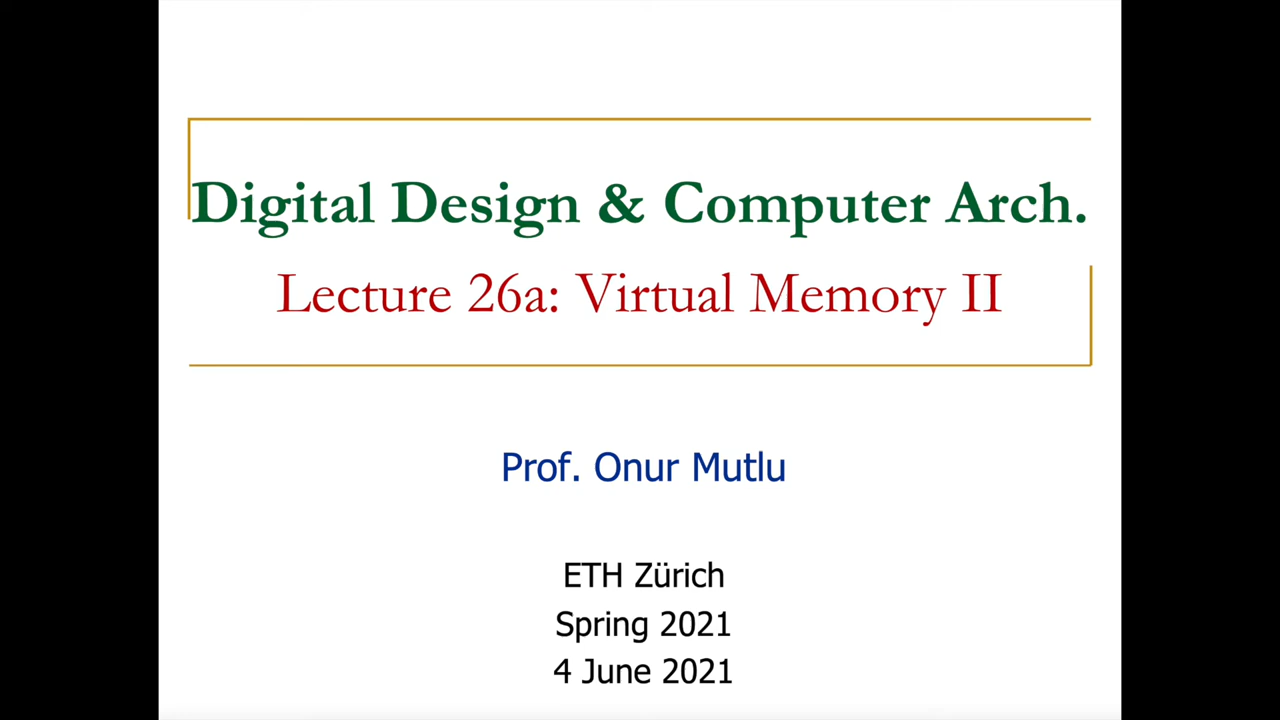 Digital Design & Computer Arch.
Lecture 26a: Virtual Memory II
Prof. Onur Mutlu
ETH Zürich
Spring 2021
4 June 2021